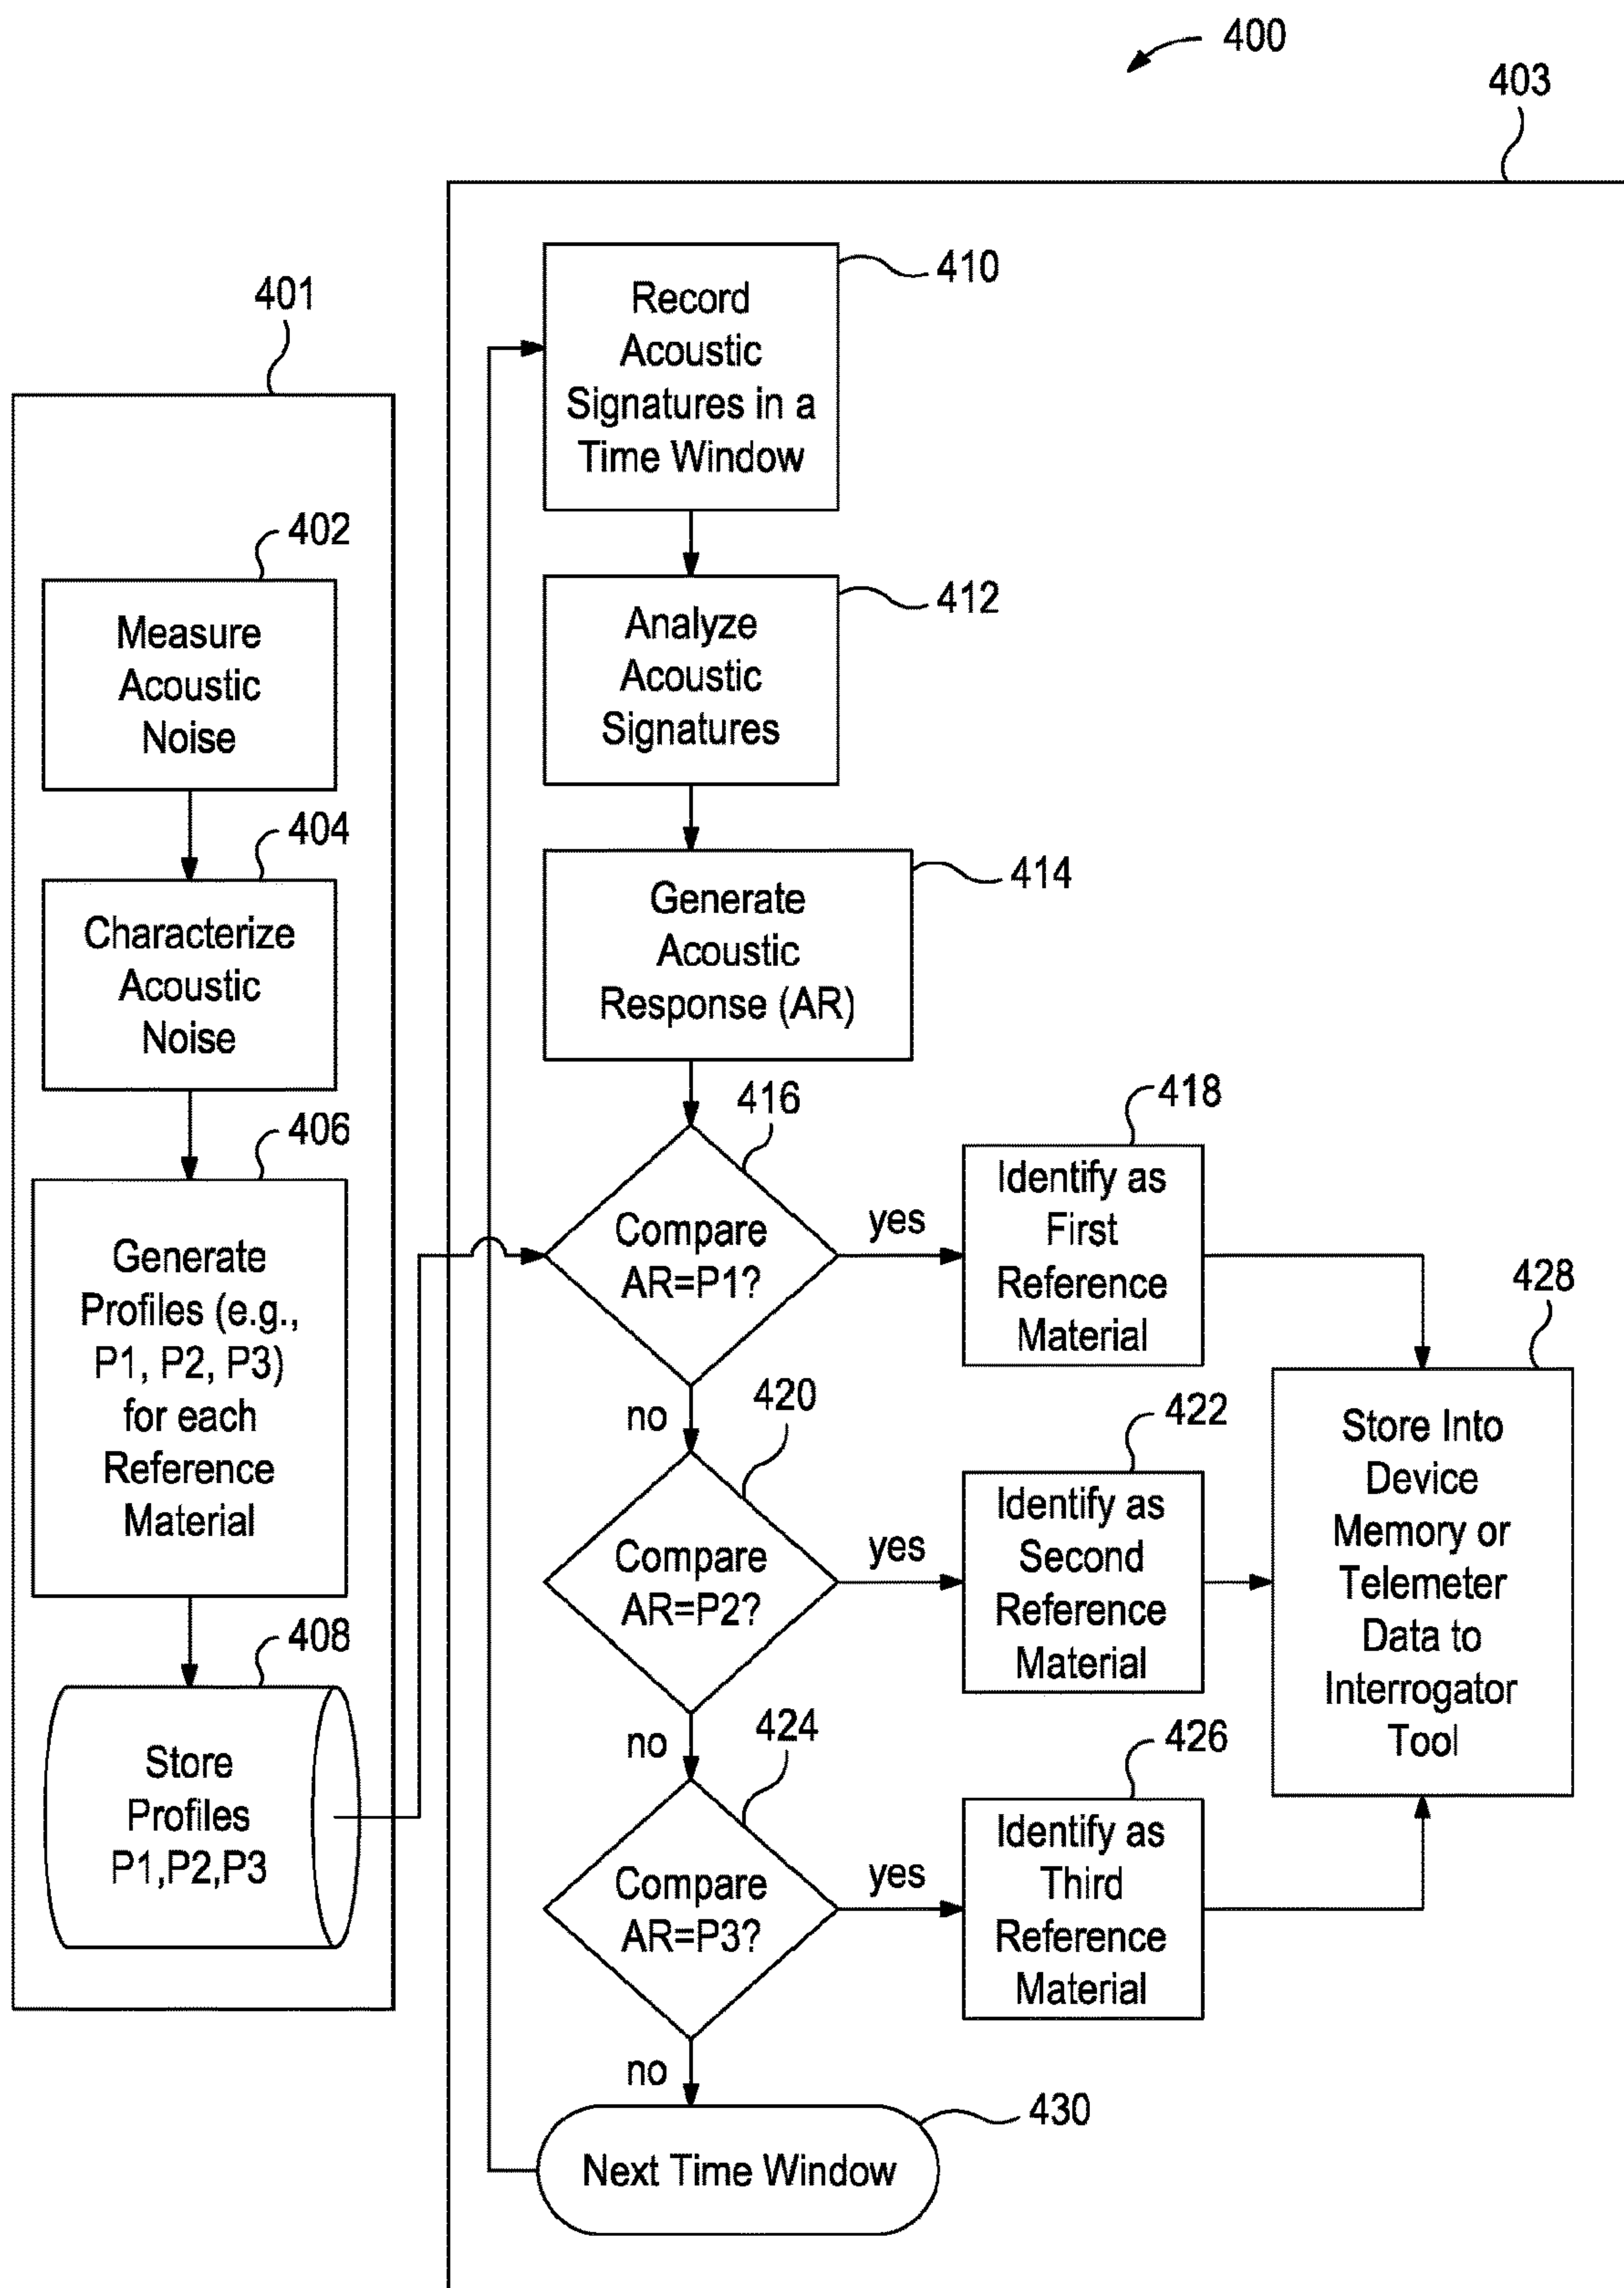 400
403
401
402
Measure
Acoustic
Noise
404
Characterize
Acoustic
Noise
406
Generate
Profiles (e.g.,
P1, P2, P3)
for each
Reference
Material
408
Store
Profiles
P1,P2,P3
410
Record
Acoustic
Signatures in a
Time Window
412
Analyze
Acoustic
Signatures
414
Generate
Acoustic
Response (AR)
416
Compare
AR=P1?
yes
no
418
Identify as
First
Reference
Material
420
Compare
AR=P2?
yes
no
422
Identify as
Second
Reference
Material
424
Compare
AR=P3?
yes
no
426
Identify as
Third
Reference
Material
428
Store Into
Device
Memory or
Telemeter
Data to
Interrogator
Tool
430
Next Time Window